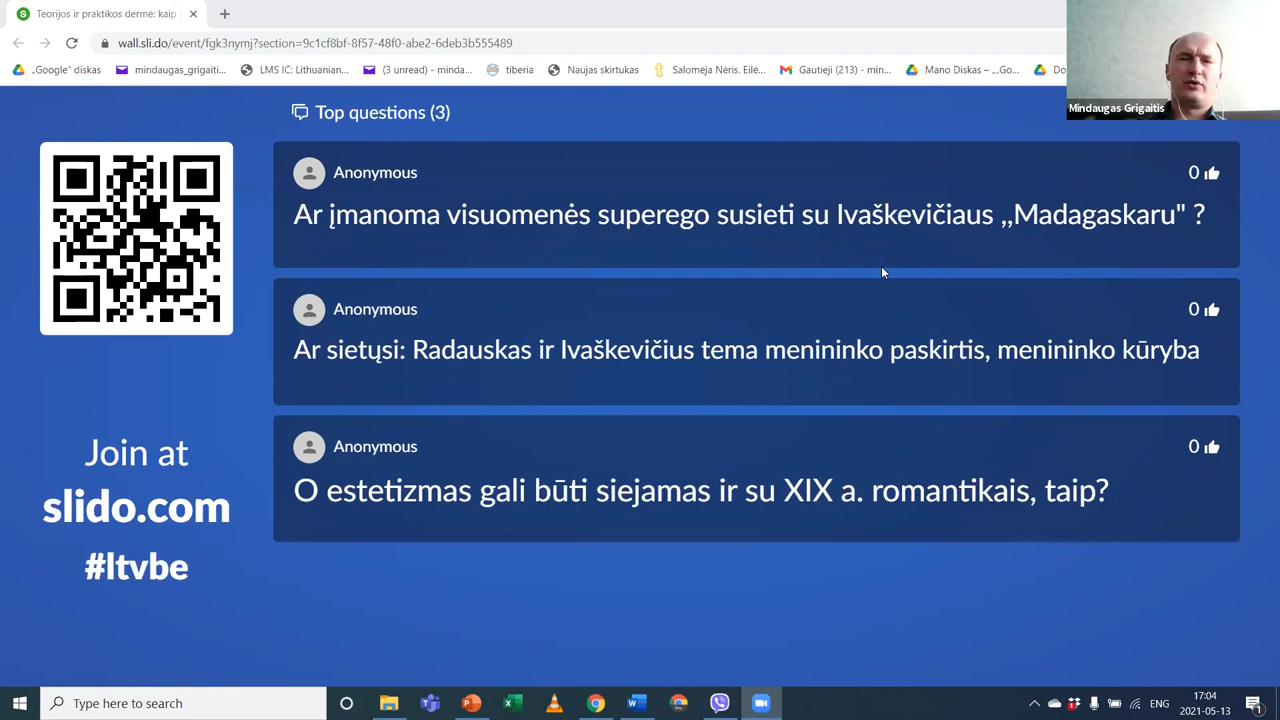 Teorijos ir praktikos dermė: kaip
wall.sli.do/event/fgk3nymj?section=9c1cf8bf-8f57-48f0-abe2-6deb3b555489
„Google“ diskas
mindaugas_grigaiti...
LMS IC: Lithuanian...
(3 unread) - minda...
tiberia
Naujas skirtukas
Salomėja Nėris. Eilė...
Gautieji (213) - min...
Mano Diskas – „Go...
Mindaugas Grigaitis
Top questions (3)
Anonymous
0
Ar įmanoma visuomenės superego susieti su Ivaškevičiaus ,,Madagaskaru" ?
Anonymous
0
Ar sietųsi: Radauskas ir Ivaškevičius tema menininko paskirtis, menininko kūryba
Anonymous
0
O estetizmas gali būti siejamas ir su XIX a. romantikais, taip?
Join at
slido.com
#ltvbe
Type here to search
ENG
17:04
2021-05-13
1